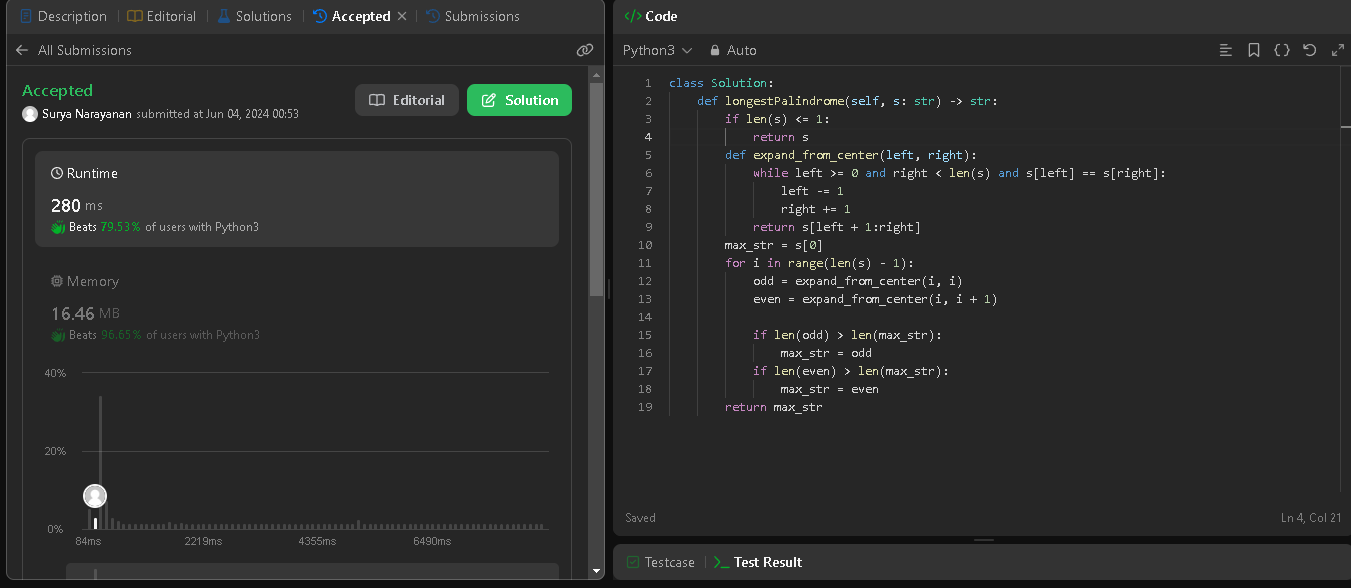 Description
Editorial
Solutions
Accepted
Submissions
All Submissions
Accepted
Surya Narayanan submitted at Jun 04, 2024 00:53
Editorial
Solution
Runtime
280 ms
Beats 79.53% of users with Python3
Memory
16.46 MB
Beats 96.65% of users with Python3
40%
20%
0%
84ms 2219ms 4355ms 6490ms
</> Code
Python3 Auto
1 class Solution:
2 def longestPalindrome(self, s: str) -> str:
3 if len(s) <= 1:
4 return s
5 def expand_from_center(left, right):
6 while left >= 0 and right < len(s) and s[left] == s[right]:
7 left -= 1
8 right += 1
9 return s[left + 1:right]
10 max_str = s[0]
11 for i in range(len(s) - 1):
12 odd = expand_from_center(i, i)
13 even = expand_from_center(i, i + 1)
14
15 if len(odd) > len(max_str):
16 max_str = odd
17 if len(even) > len(max_str):
18 max_str = even
19 return max_str
Saved
Ln 4, Col 21
Testcase
Test Result